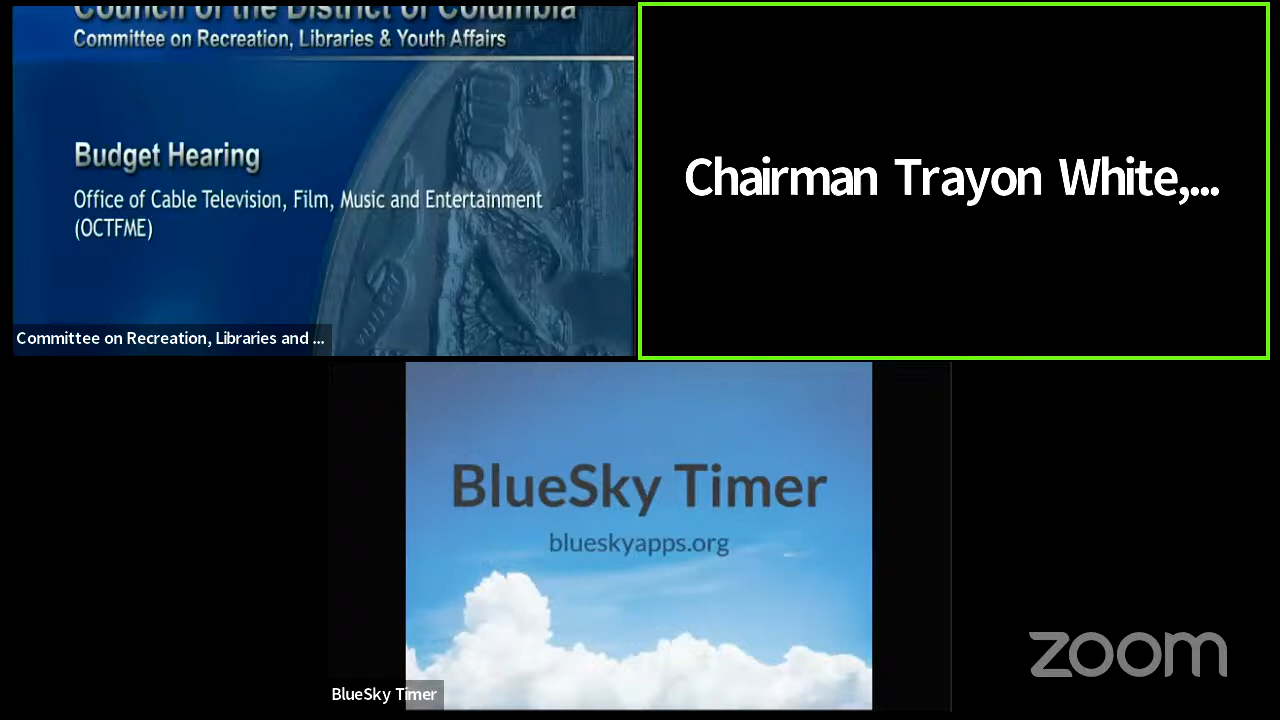 Council of the District of Columbia
Committee on Recreation, Libraries & Youth Affairs
Budget Hearing
Office of Cable Television, Film, Music and Entertainment
(OCTFME)
Committee on Recreation, Libraries and ...
Chairman Trayon White,...
BlueSky Timer
blueskyapps.org
BlueSky Timer
zoom